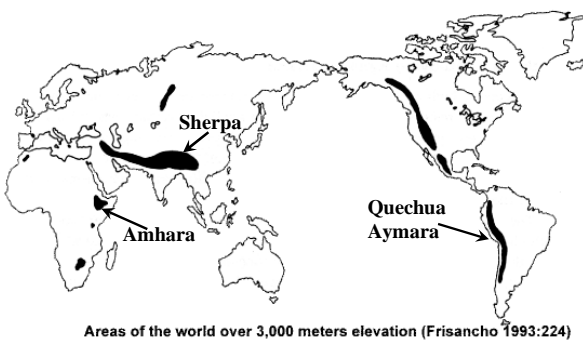 Sherpa
Amhara
Quechua
Aymara
Areas of the world over 3,000 meters elevation (Frisancho 1993:224)